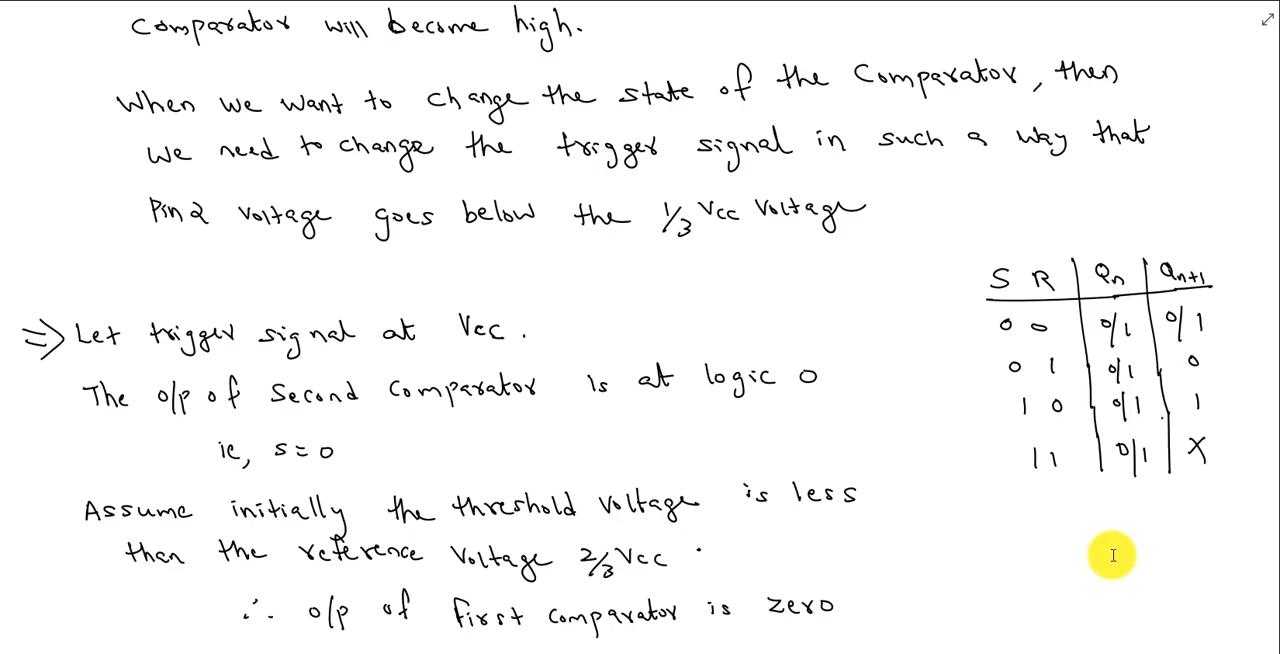 Comparator will become high.
When we want to change the state of the Comparator, then
we need to change the trigger signal in such a way that
Pin 2 voltage goes below the 1/3 Vcc Voltage
S R | Qn | Qn+1
0 0 | 0/1 | 0/1
0 1 | 0/1 | 0
1 0 | 0/1 | 1
1 1 | 0/1 | X
⇒ Let trigger signal at Vcc.
The o/p of Second Comparator is at logic 0
ie, S=0
Assume initially the threshold voltage is less
than the reference Voltage 2/3 Vcc .
∴ o/p of first comparator is zero